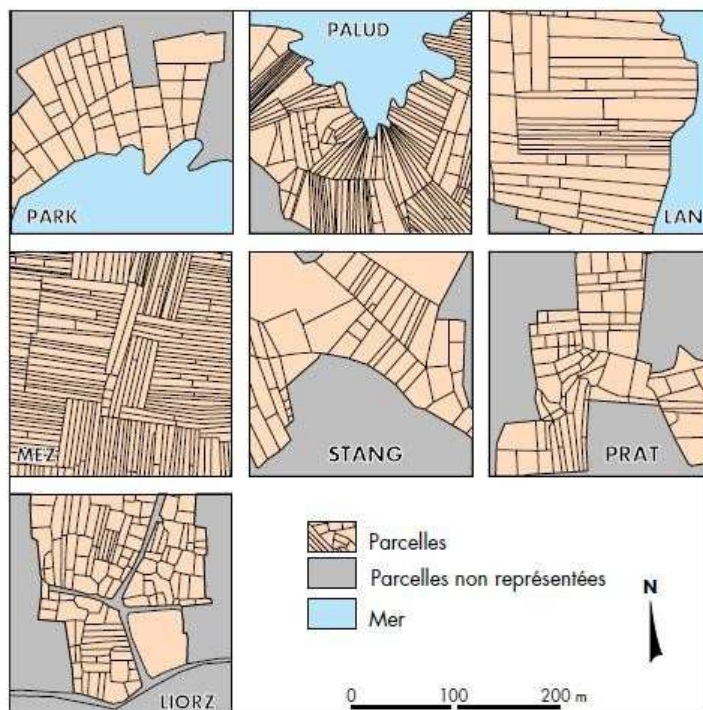 PALUD
PARK
LAN
MEZ
STANG
PRAT
LIORZ
Parcelles
Parcelles non représentées
Mer
N
0 100 200 m